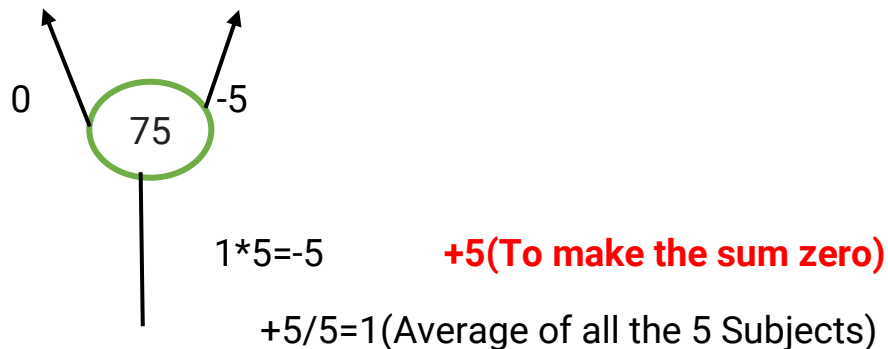 0 -5
75
1*5=-5 +5(To make the sum zero)
+5/5=1(Average of all the 5 Subjects)